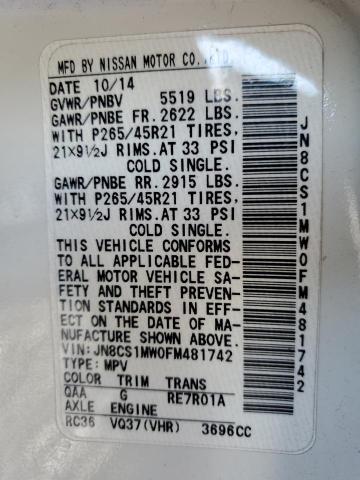 MFD BY NISSAN MOTOR CO.,LTD.
DATE 10/14
GVWR/PNBV 5519 LBS.
GAWR/PNBE FR. 2622 LBS.
WITH P265/45R21 TIRES,
21×9½J RIMS. AT 33 PSI
COLD SINGLE.
GAWR/PNBE RR. 2915 LBS.
WITH P265/45R21 TIRES,
21×9½J RIMS. AT 33 PSI
COLD SINGLE.
THIS VEHICLE CONFORMS
TO ALL APPLICABLE FED-
ERAL MOTOR VEHICLE SA-
FETY AND THEFT PREVEN-
TION STANDARDS IN EFF-
ECT ON THE DATE OF MA-
NUFACTURE SHOWN ABOVE.
VIN: JN8CS1MW0FM481742
TYPE: MPV
COLOR TRIM TRANS
QAA G RE7R01A
AXLE ENGINE
RC36 VQ37(VHR) 3696CC
JN8CS1MW0FM481742